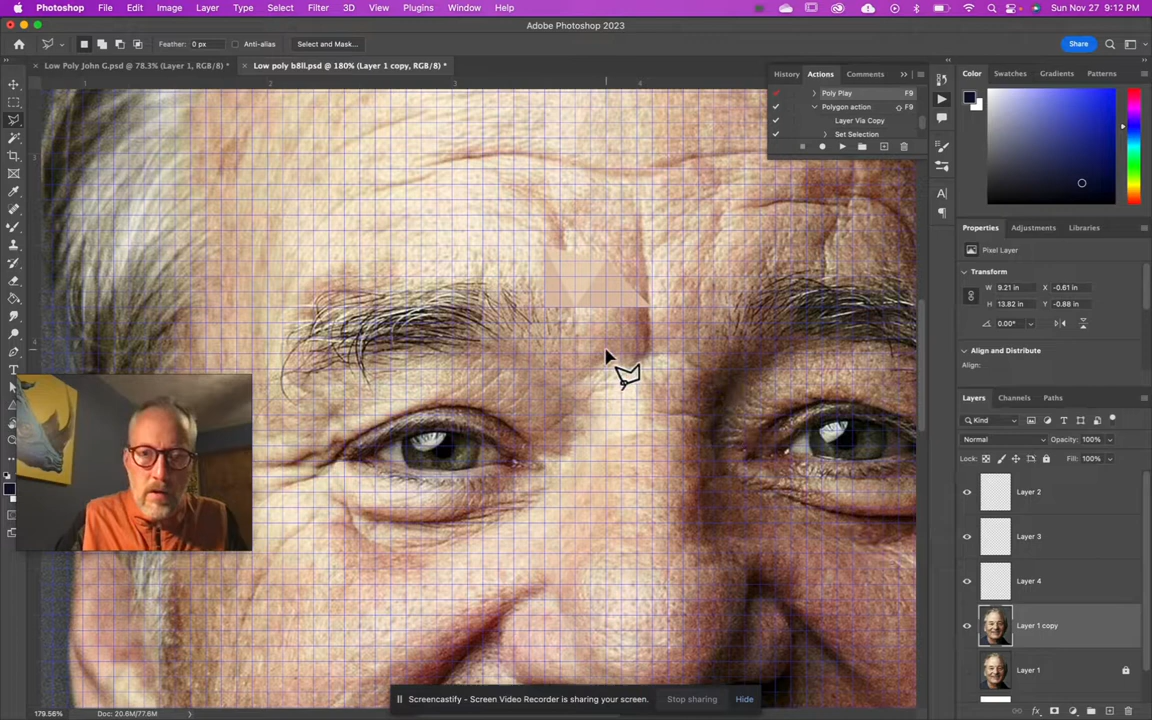 Photoshop File Edit Image Layer Type Select Filter 3D View Plugins Window Help Sun Nov 27 9:12 PM
Adobe Photoshop 2023
Feather: 0 px Anti-alias Select and Mask... Share
Low Poly John G.psd @ 78.3% (Layer 1, RGB/8) * Low poly b8ll.psd @ 180% (Layer 1 copy, RGB/8) *
1 2 3 4
3
4
History Actions Comments
Poly Play F9
Polygon action F9
Layer Via Copy
Set Selection
Color Swatches Gradients Patterns
Properties Adjustments Libraries
Pixel Layer
Transform
W 9.21 in X -0.61 in
H 13.82 in Y -0.88 in
0.00°
Align and Distribute
Align:
Layers Channels Paths
Kind
Normal Opacity: 100%
Lock: Fill: 100%
Layer 2
Layer 3
Layer 4
Layer 1 copy
Layer 1
Screencastify - Screen Video Recorder is sharing your screen. Stop sharing Hide
179.56% Doc: 20.6M/77.6M